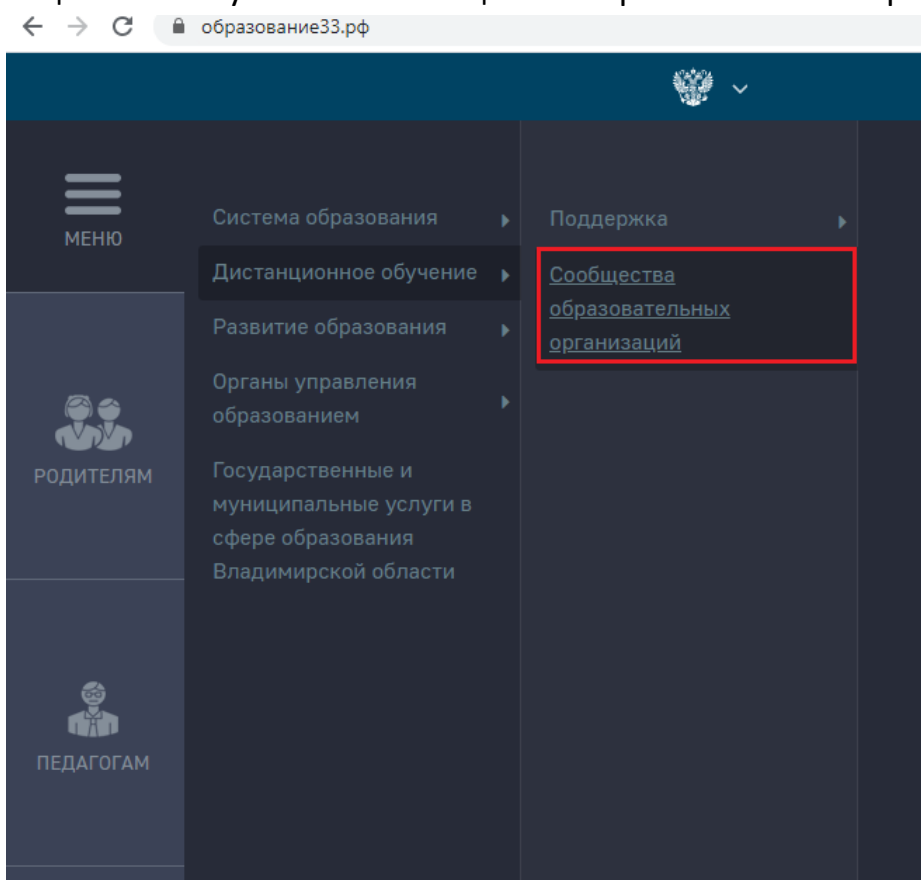 образование33.рф
МЕНЮ
Система образования
Дистанционное обучение
Развитие образования
Органы управления
образованием
Государственные и
муниципальные услуги в
сфере образования
Владимирской области
Поддержка
Сообщества
образовательных
организаций
РОДИТЕЛЯМ
ПЕДАГОГАМ